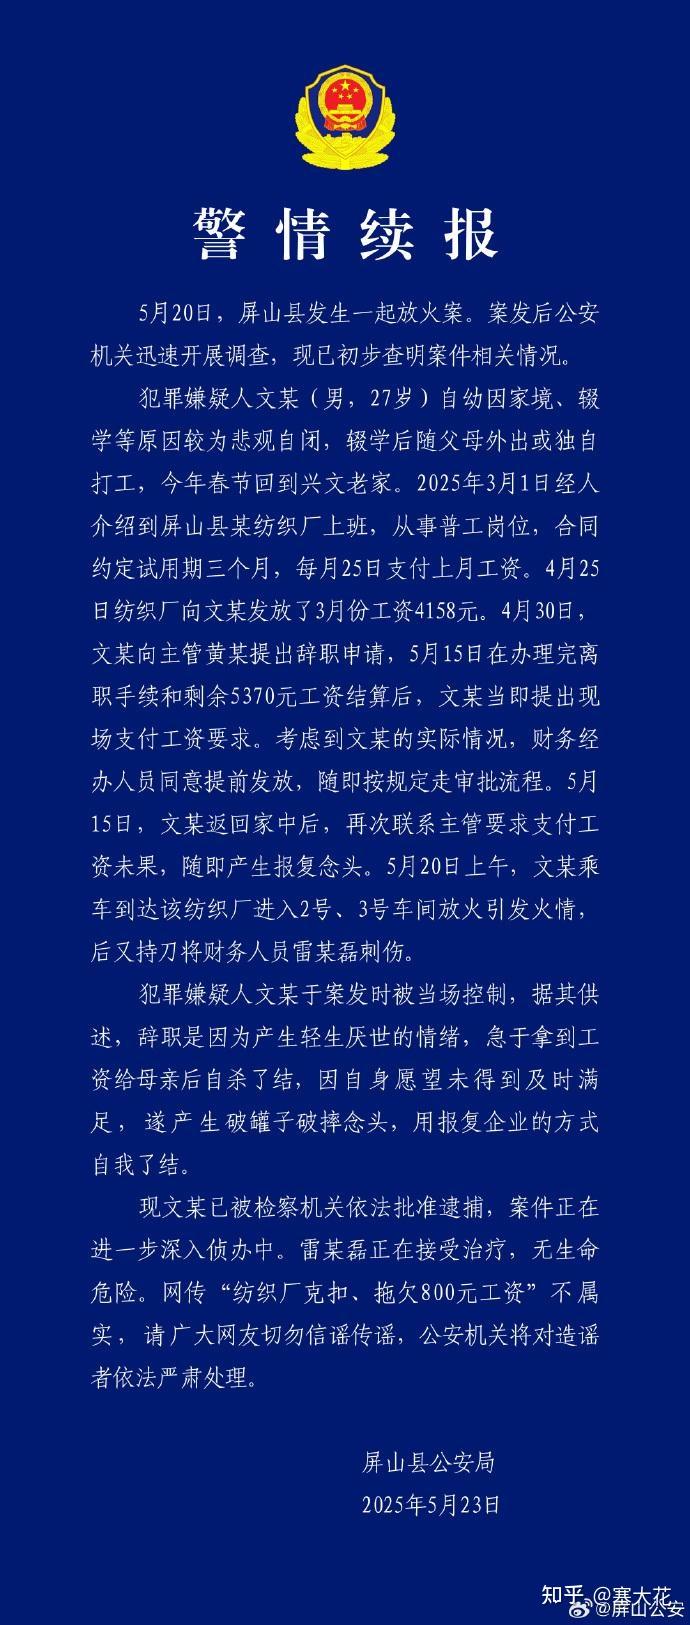 警情续报
5月20日，屏山县发生一起放火案。案发后公安
机关迅速开展调查，现已初步查明案件相关情况。
犯罪嫌疑人文某（男，27岁）自幼因家境、辍
学等原因较为悲观自闭，辍学后随父母外出或独自
打工，今年春节回到兴文老家。2025年3月1日经人
介绍到屏山县某纺织厂上班，从事普工岗位，合同
约定试用期三个月，每月25日支付上月工资。4月25
日纺织厂向文某发放了3月份工资4158元。4月30日，
文某向主管黄某提出辞职申请，5月15日在办理完离
职手续和剩余5370元工资结算后，文某当即提出现
场支付工资要求。考虑到文某的实际情况，财务经
办人员同意提前发放，随即按规定走审批流程。5月
15日，文某返回家中后，再次联系主管要求支付工
资未果，随即产生报复念头。5月20日上午，文某乘
车到达该纺织厂进入2号、3号车间放火引发火情，
后又持刀将财务人员雷某磊刺伤。
犯罪嫌疑人文某于案发时被当场控制，据其供
述，辞职是因为产生轻生厌世的情绪，急于拿到工
资给母亲后自杀了结，因自身愿望未得到及时满
足，遂产生破罐子破摔念头，用报复企业的方式
自我了结。
现文某已被检察机关依法批准逮捕，案件正在
进一步深入侦办中。雷某磊正在接受治疗，无生命
危险。网传“纺织厂克扣、拖欠800元工资”不属
实，请广大网友切勿信谣传谣，公安机关将对造谣
者依法严肃处理。
屏山县公安局
2025年5月23日
知乎 @塞大花
@屏山公安